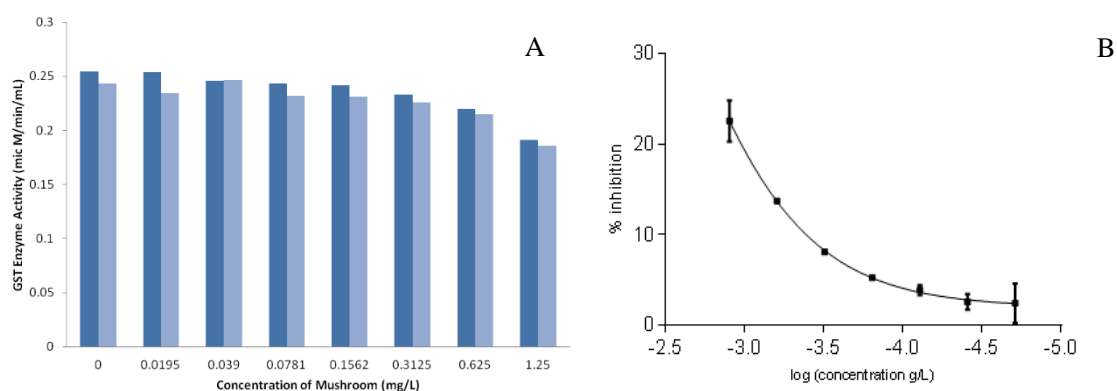 A
GST Enzyme Activity (mic M/min/mL)
0.3
0.25
0.2
0.15
0.1
0.05
0
0 0.0195 0.039 0.0781 0.1562 0.3125 0.625 1.25
Concentration of Mushroom (mg/L)
B
% inhibition
30
20
10
0
-2.5 -3.0 -3.5 -4.0 -4.5 -5.0
log (concentration g/L)